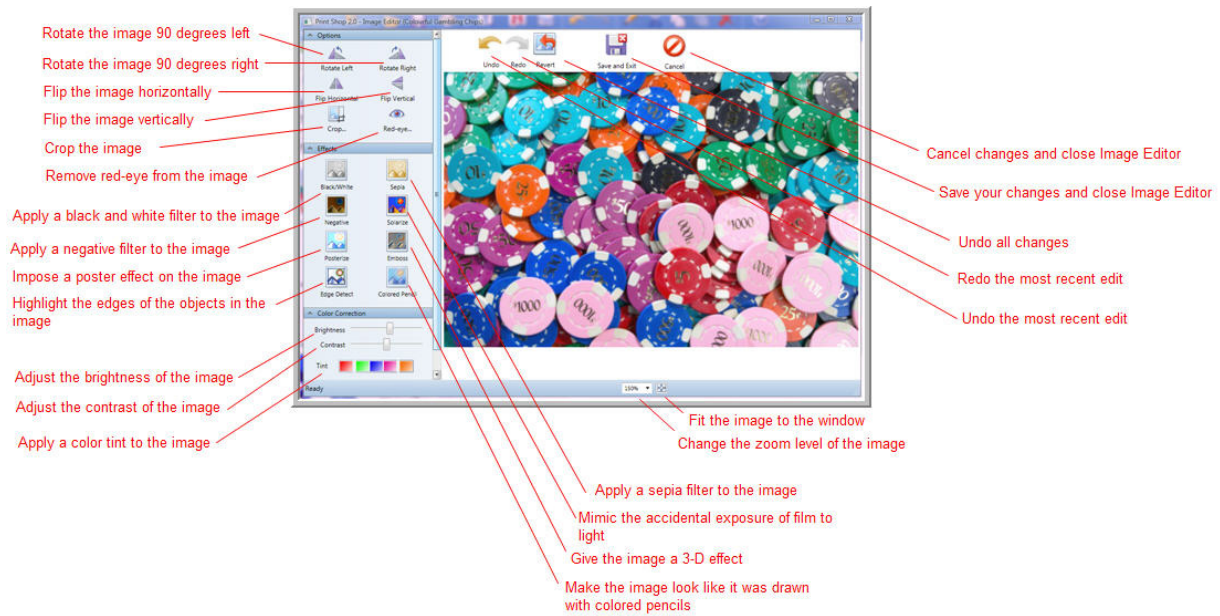 Print Shop 2.0 - Image Editor (Colourful Gambling Chips)
Rotate the image 90 degrees left
Rotate the image 90 degrees right
Flip the image horizontally
Flip the image vertically
Crop the image
Remove red-eye from the image
Apply a black and white filter to the image
Apply a negative filter to the image
Impose a poster effect on the image
Highlight the edges of the objects in the
image
Adjust the brightness of the image
Adjust the contrast of the image
Apply a color tint to the image
Options
Rotate Left
Rotate Right
Flip Horizontal
Flip Vertical
Crop...
Red-eye...
Effects
Black/White
Sepia
Negative
Solarize
Posterize
Emboss
Edge Detect
Colored Pencil
Color Correction
Brightness
Contrast
Tint
Ready
Undo
Redo
Revert
Save and Exit
Cancel
10
25
1000
1000
1000
1000
25¢
Cancel changes and close Image Editor
Save your changes and close Image Editor
Undo all changes
Redo the most recent edit
Undo the most recent edit
Fit the image to the window
Change the zoom level of the image
Apply a sepia filter to the image
Mimic the accidental exposure of film to
light
Give the image a 3-D effect
Make the image look like it was drawn
with colored pencils